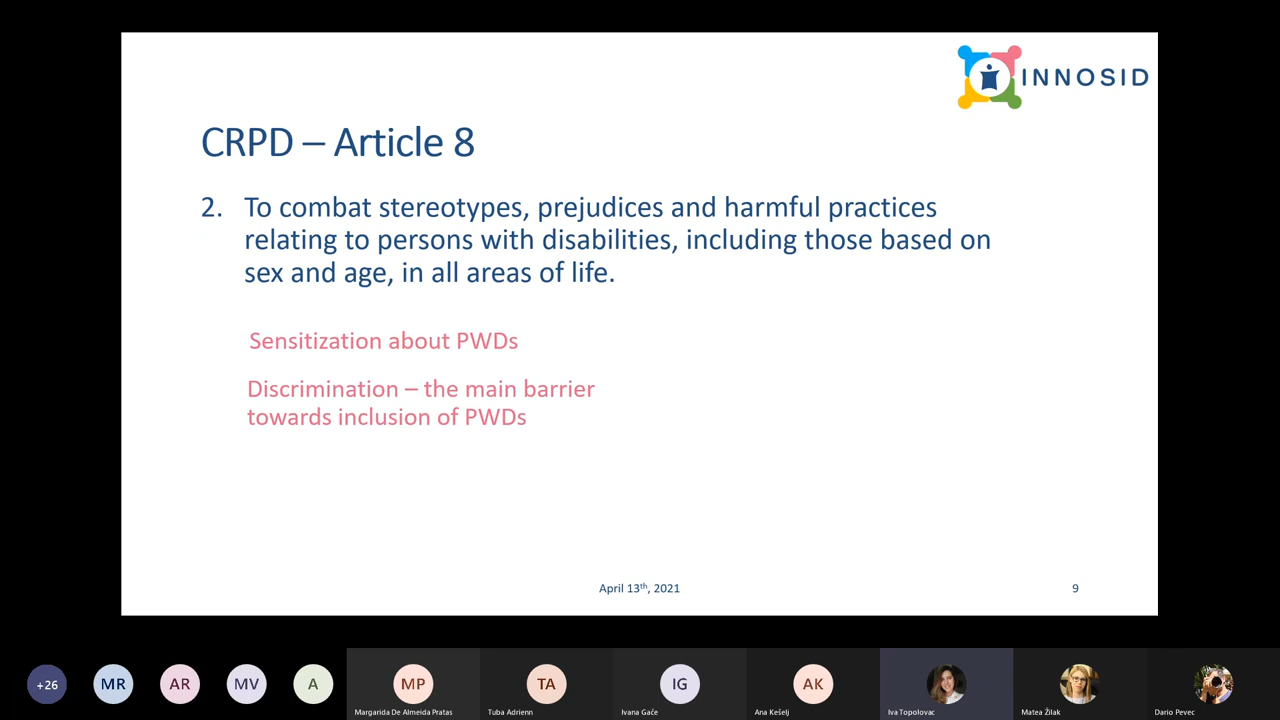 INNOSID
CRPD – Article 8
2. To combat stereotypes, prejudices and harmful practices
relating to persons with disabilities, including those based on
sex and age, in all areas of life.
Sensitization about PWDs
Discrimination – the main barrier
towards inclusion of PWDs
April 13th, 2021
9
+26
MR
AR
MV
A
MP
TA
IG
AK
Margarida De Almeida Pratas
Tuba Adrienn
Ivana Gače
Ana Kešelj
Iva Topolovac
Matea Žilak
Dario Pevec